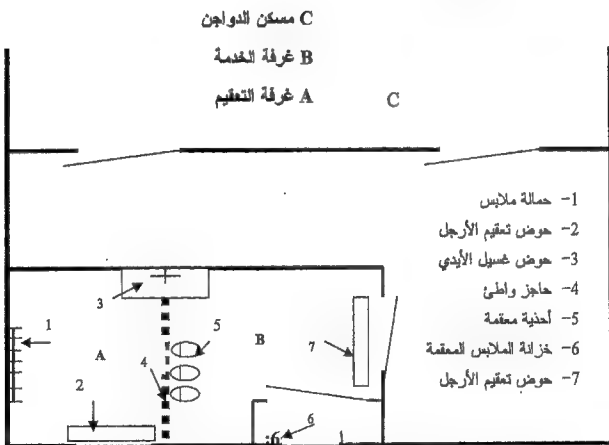 C مسكن الدواجن
B غرفة الخدمة
A غرفة التعقيم
C
1- حمالة ملابس
2- حوض تعقيم الأرجل
3- حوض غسيل الأيدي
4- حاجز واطئ
5- أحذية معقمة
6- خزانة الملابس المعقمة
7- حوض تعقيم الأرجل
3
1
A
4
5
B
7
2
6
6